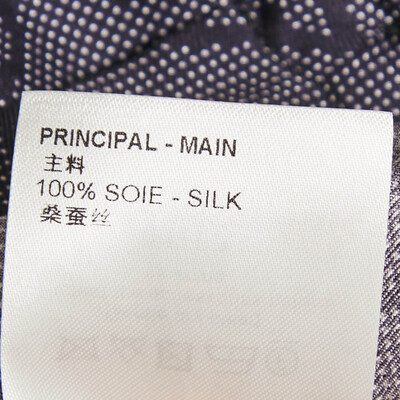 PRINCIPAL - MAIN
主料
100% SOIE - SILK
桑蚕丝